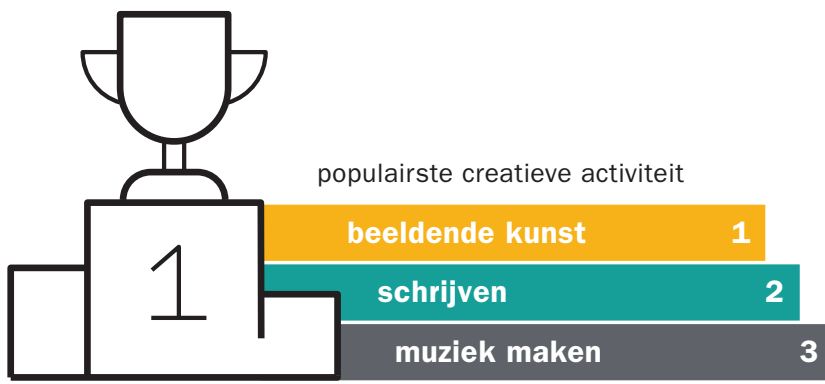 populairste creatieve activiteit
beeldende kunst 1
schrijven 2
muziek maken 3
1